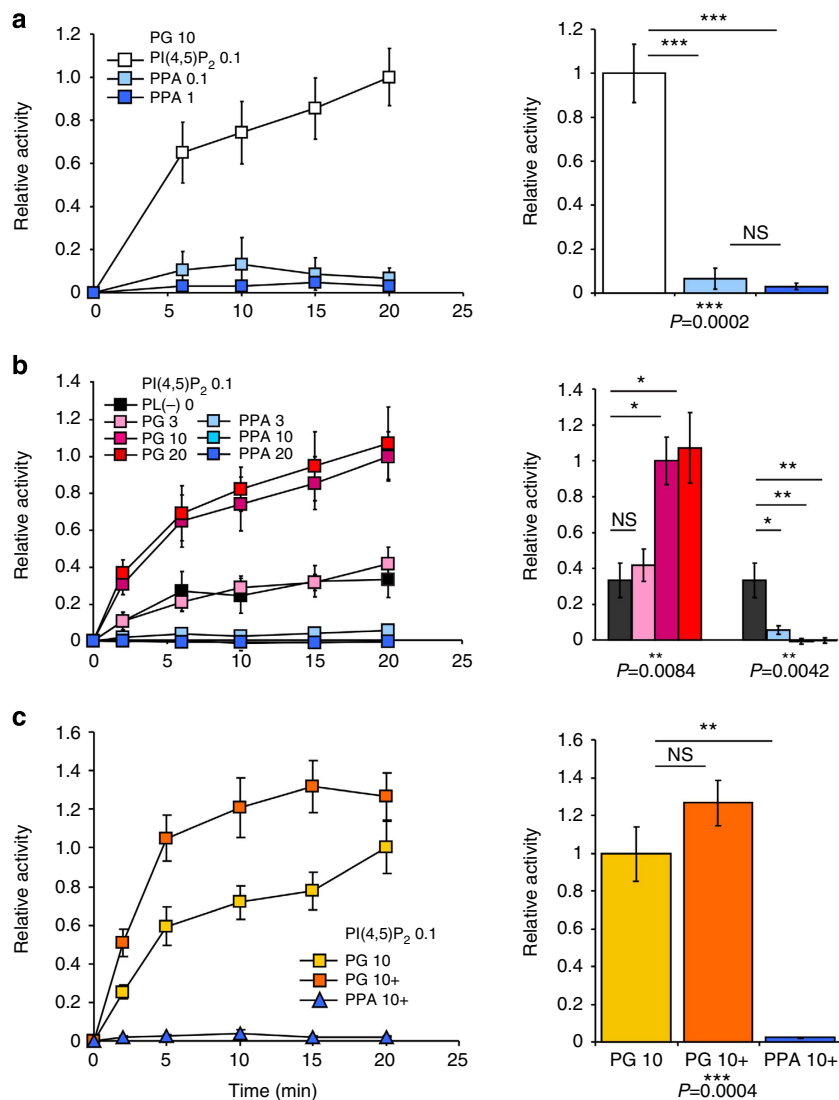 a
PG 10
PI(4,5)P₂ 0.1
PPA 0.1
PPA 1
Relative activity
1.2
1.0
0.8
0.6
0.4
0.2
0
0 5 10 15 20 25
***
***
NS
Relative activity
1.2
1
0.8
0.6
0.4
0.2
0
***
P=0.0002
b
PI(4,5)P₂ 0.1
PL(–) 0
PG 3 PPA 3
PG 10 PPA 10
PG 20 PPA 20
Relative activity
1.4
1.2
1.0
0.8
0.6
0.4
0.2
0
0 5 10 15 20 25
*
*
NS
**
**
*
Relative activity
1.4
1.2
1
0.8
0.6
0.4
0.2
0
** **
P=0.0084 P=0.0042
c
Relative activity
1.6
1.4
1.2
1.0
0.8
0.6
0.4
0.2
0
PI(4,5)P₂ 0.1
PG 10
PG 10+
PPA 10+
0 5 10 15 20 25
Time (min)
**
NS
Relative activity
1.6
1.4
1.2
1
0.8
0.6
0.4
0.2
0
PG 10 PG 10+ PPA 10+
***
P=0.0004